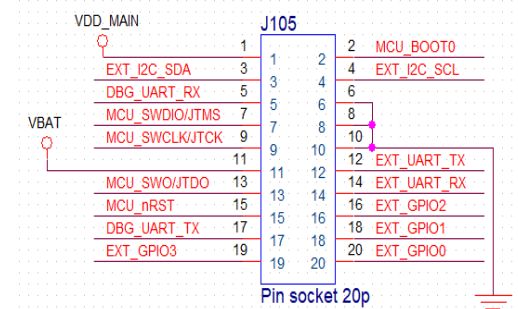 VDD_MAIN
J105
1 1 2 2 MCU_BOOT0
EXT_I2C_SDA 3 3 4 4 EXT_I2C_SCL
DBG_UART_RX 5 5 6 6
MCU_SWDIO/JTMS 7 7 8 8
VBAT
MCU_SWCLK/JTCK 9 9 10 10
11 11 12 12 EXT_UART_TX
MCU_SWO/JTDO 13 13 14 14 EXT_UART_RX
MCU_nRST 15 15 16 16 EXT_GPIO2
DBG_UART_TX 17 17 18 18 EXT_GPIO1
EXT_GPIO3 19 19 20 20 EXT_GPIO0
Pin socket 20p